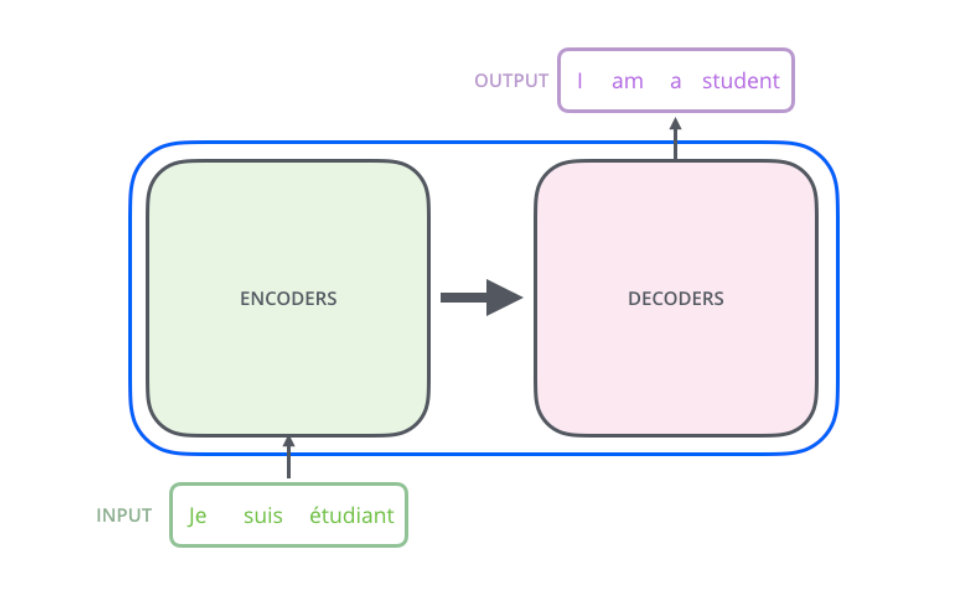 OUTPUT I am a student
ENCODERS DECODERS
INPUT Je suis étudiant